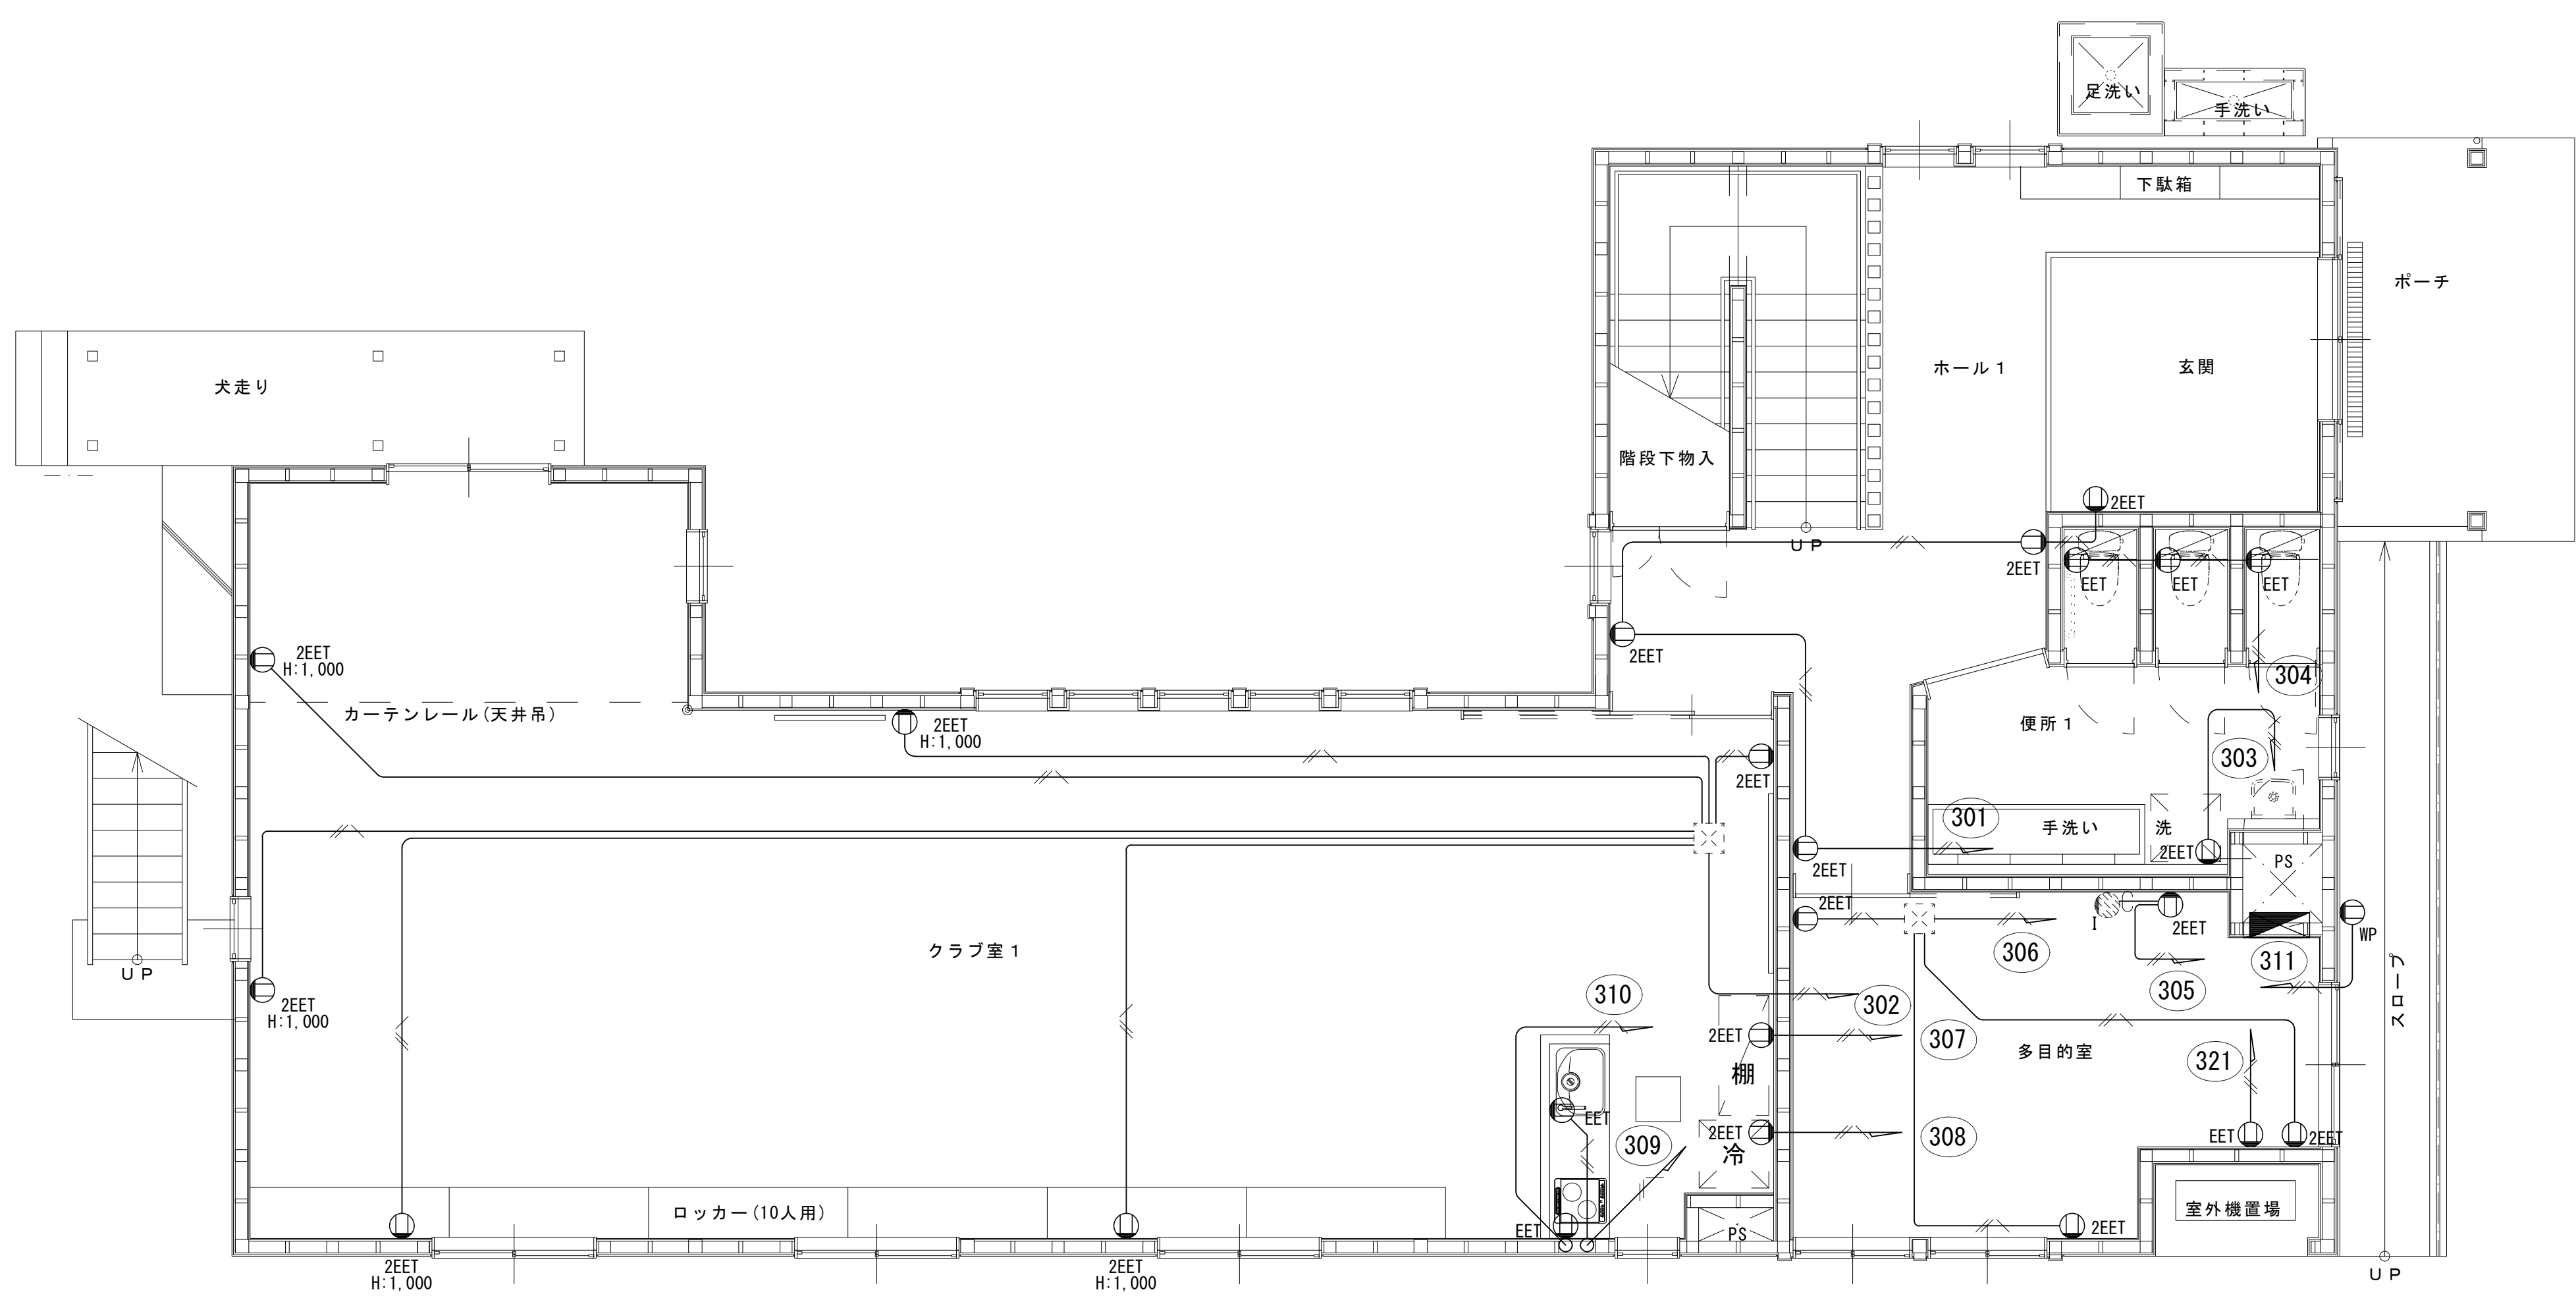 足洗い
手洗い
下駄箱
ポーチ
ホール1
玄関
犬走り
階段下物入
2EET
UP
2EET
EET
EET
EET
2EET
2EET
H:1,000
304
カーテンレール(天井吊)
2EET
H:1,000
便所1
303
2EET
301
手洗い
洗
2EET
PS
2EET
2EET
2EET
I
WP
クラブ室1
306
311
UP
310
305
302
スロープ
2EET
H:1,000
2EET
307
多目的室
321
棚
EET
309
2EET
308
EET
2EET
冷
ロッカー(10人用)
室外機置場
EET
PS
2EET
2EET
H:1,000
2EET
H:1,000
UP